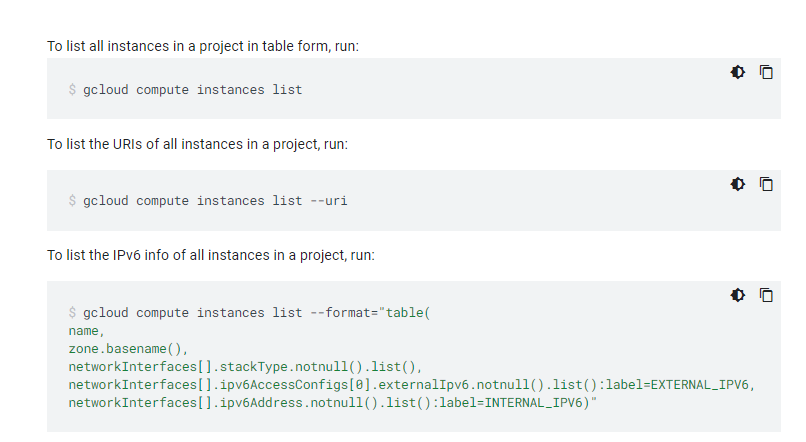 To list all instances in a project in table form, run:
$ gcloud compute instances list
To list the URIs of all instances in a project, run:
$ gcloud compute instances list --uri
To list the IPv6 info of all instances in a project, run:
$ gcloud compute instances list --format="table(
name,
zone.basename(),
networkInterfaces[].stackType.notnull().list(),
networkInterfaces[].ipv6AccessConfigs[0].externalIpv6.notnull().list():label=EXTERNAL_IPV6,
networkInterfaces[].ipv6Address.notnull().list():label=INTERNAL_IPV6)"